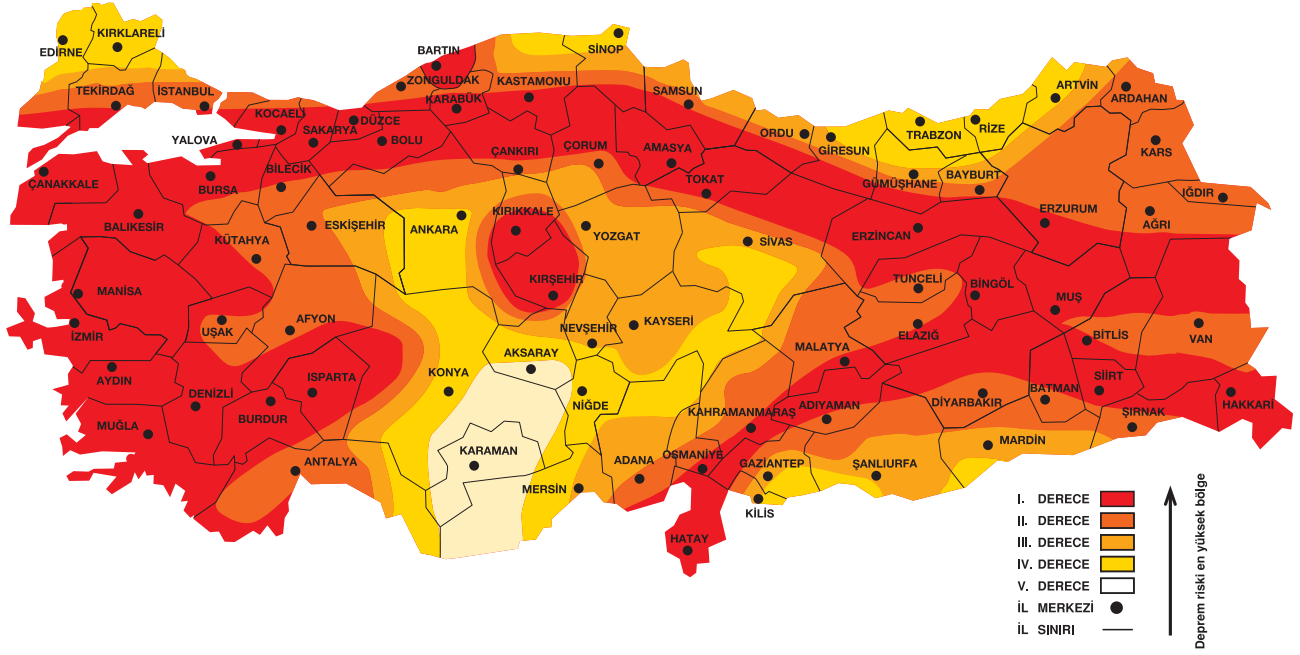 EDİRNE
KIRKLARELİ
TEKİRDAĞ
İSTANBUL
BARTIN
ZONGULDAK
KASTAMONU
KARABÜK
SİNOP
SAMSUN
ORDU
GİRESUN
TRABZON
RİZE
ARTVİN
ARDAHAN
KARS
KOCAELİ
SAKARYA
DÜZCE
BOLU
YALOVA
BİLECİK
BURSA
ÇANAKKALE
ÇANKIRI
ÇORUM
AMASYA
TOKAT
GÜMÜŞHANE
BAYBURT
IĞDIR
AĞRI
ERZURUM
ERZİNCAN
BALIKESİR
KÜTAHYA
ESKİŞEHİR
ANKARA
KIRIKKALE
YOZGAT
SİVAS
TUNCELİ
BİNGÖL
MUŞ
MANİSA
UŞAK
AFYON
KIRŞEHİR
NEVŞEHİR
KAYSERİ
ELAZIĞ
BİTLİS
VAN
İZMİR
AYDIN
DENİZLİ
ISPARTA
BURDUR
KONYA
AKSARAY
NİĞDE
MALATYA
KAHRAMANMARAŞ
ADIYAMAN
DİYARBAKIR
BATMAN
SİİRT
ŞIRNAK
HAKKARİ
MUĞLA
ANTALYA
KARAMAN
MERSİN
ADANA
OSMANİYE
GAZİANTEP
ŞANLIURFA
MARDİN
KİLİS
HATAY
I. DERECE
II. DERECE
III. DERECE
IV. DERECE
V. DERECE
İL MERKEZİ
İL SINIRI
Deprem riski en yüksek bölge